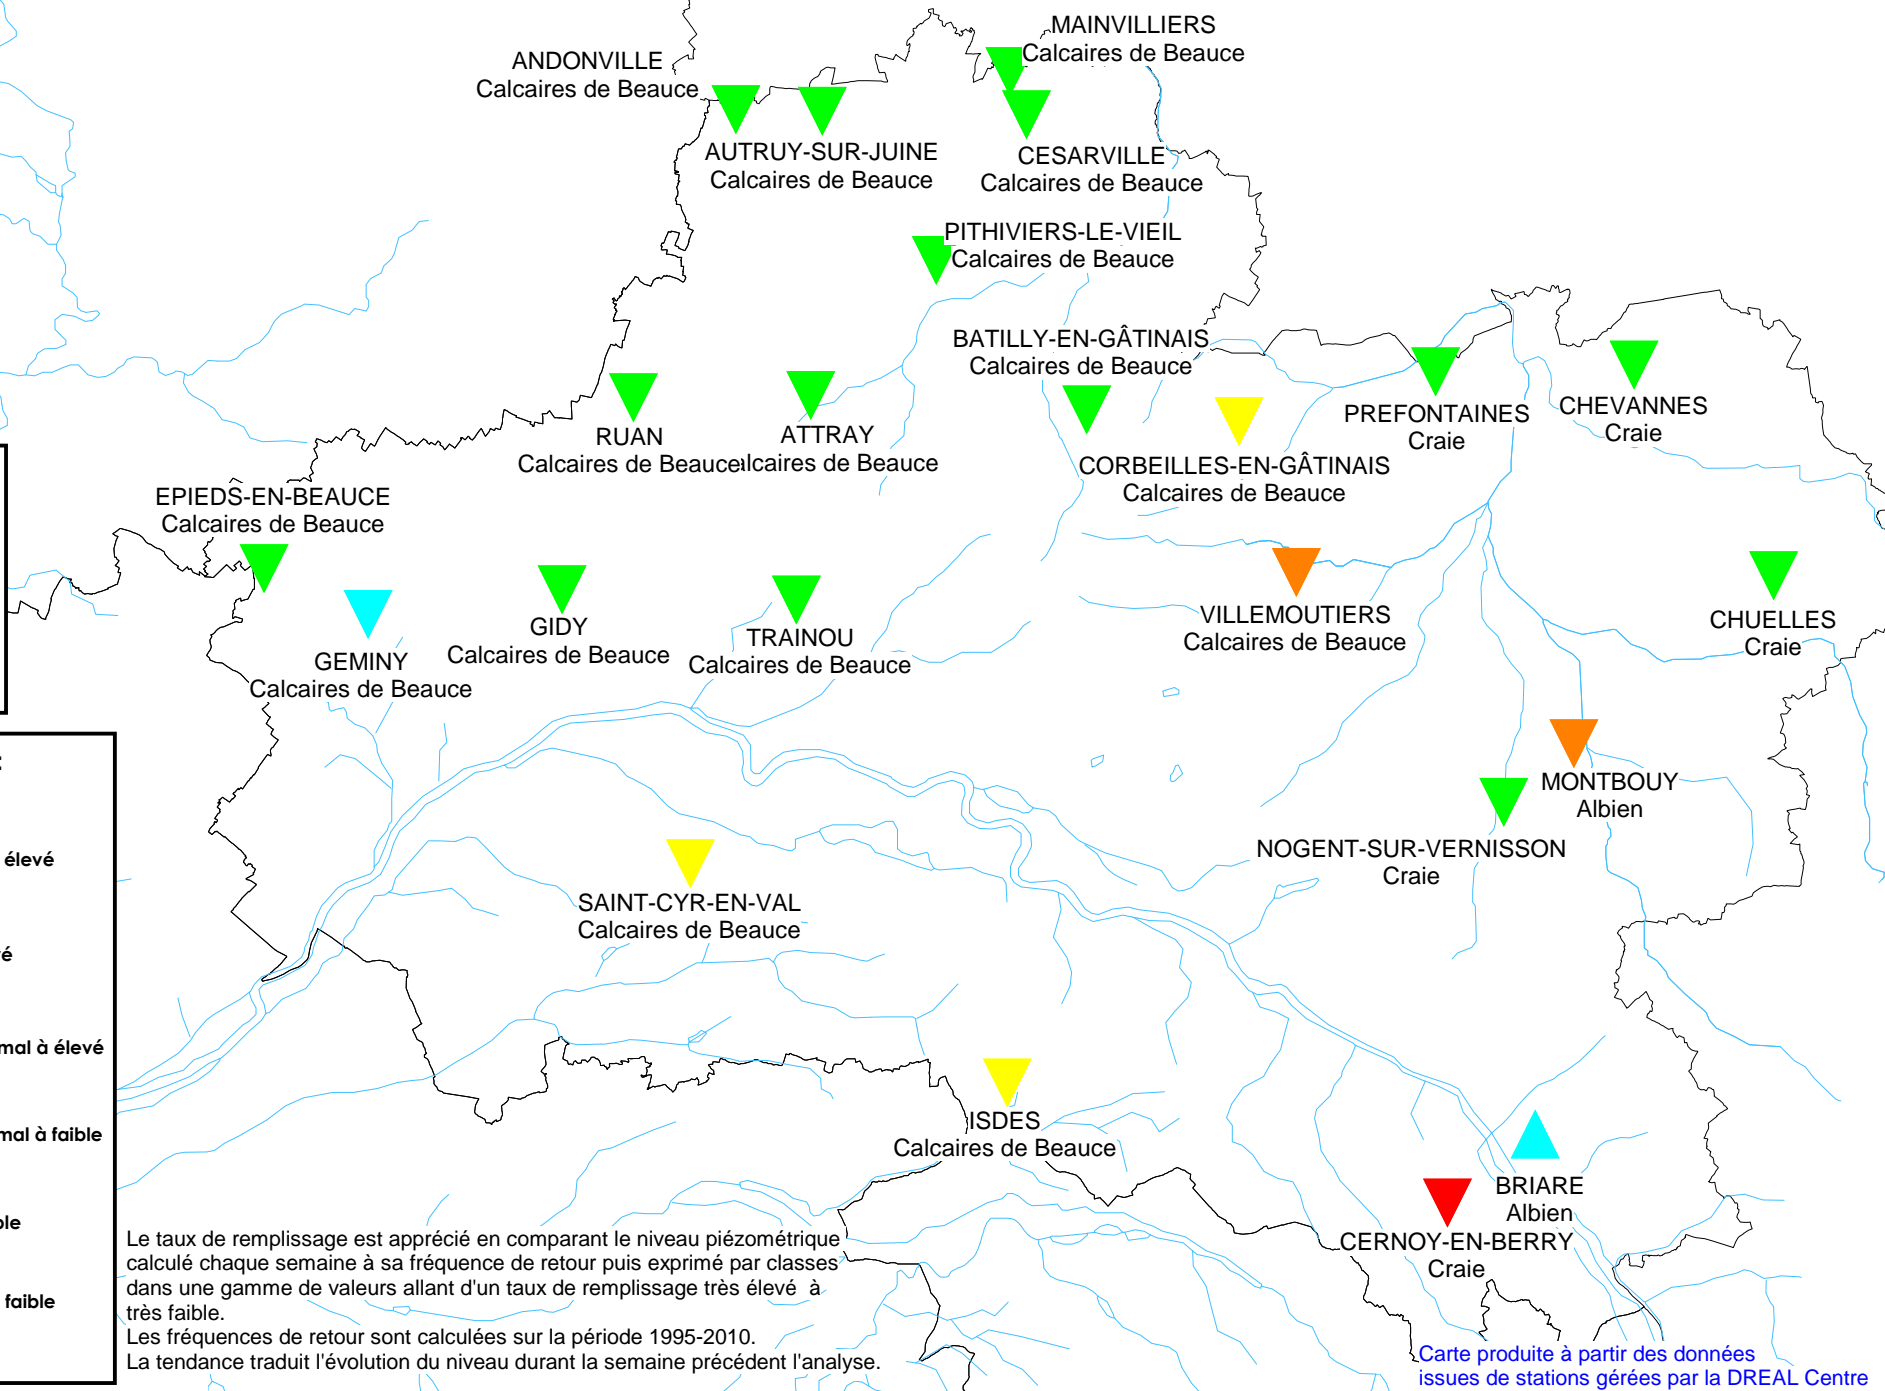 MAINVILLIERS
Calcaires de Beauce
ANDONVILLE
Calcaires de Beauce
AUTRUY-SUR-JUINE
Calcaires de Beauce
CESARVILLE
Calcaires de Beauce
PITHIVIERS-LE-VIEIL
Calcaires de Beauce
BATILLY-EN-GÂTINAIS
Calcaires de Beauce
PREFONTAINES
Craie
CHEVANNES
Craie
RUAN
Calcaires de Beauce
ATTRAY
lcaires de Beauce
CORBEILLES-EN-GÂTINAIS
Calcaires de Beauce
EPIEDS-EN-BEAUCE
Calcaires de Beauce
GEMINY
Calcaires de Beauce
GIDY
Calcaires de Beauce
TRAINOU
Calcaires de Beauce
VILLEMOUTIERS
Calcaires de Beauce
CHUELLES
Craie
MONTBOUY
Albien
NOGENT-SUR-VERNISSON
Craie
SAINT-CYR-EN-VAL
Calcaires de Beauce
ISDES
Calcaires de Beauce
BRIARE
Albien
CERNOY-EN-BERRY
Craie
:
élevé
é
mal à élevé
mal à faible
ble
faible
Le taux de remplissage est apprécié en comparant le niveau piézométrique
calculé chaque semaine à sa fréquence de retour puis exprimé par classes
dans une gamme de valeurs allant d'un taux de remplissage très élevé à
très faible.
Les fréquences de retour sont calculées sur la période 1995-2010.
La tendance traduit l'évolution du niveau durant la semaine précédent l'analyse.
Carte produite à partir des données
issues de stations gérées par la DREAL Centre